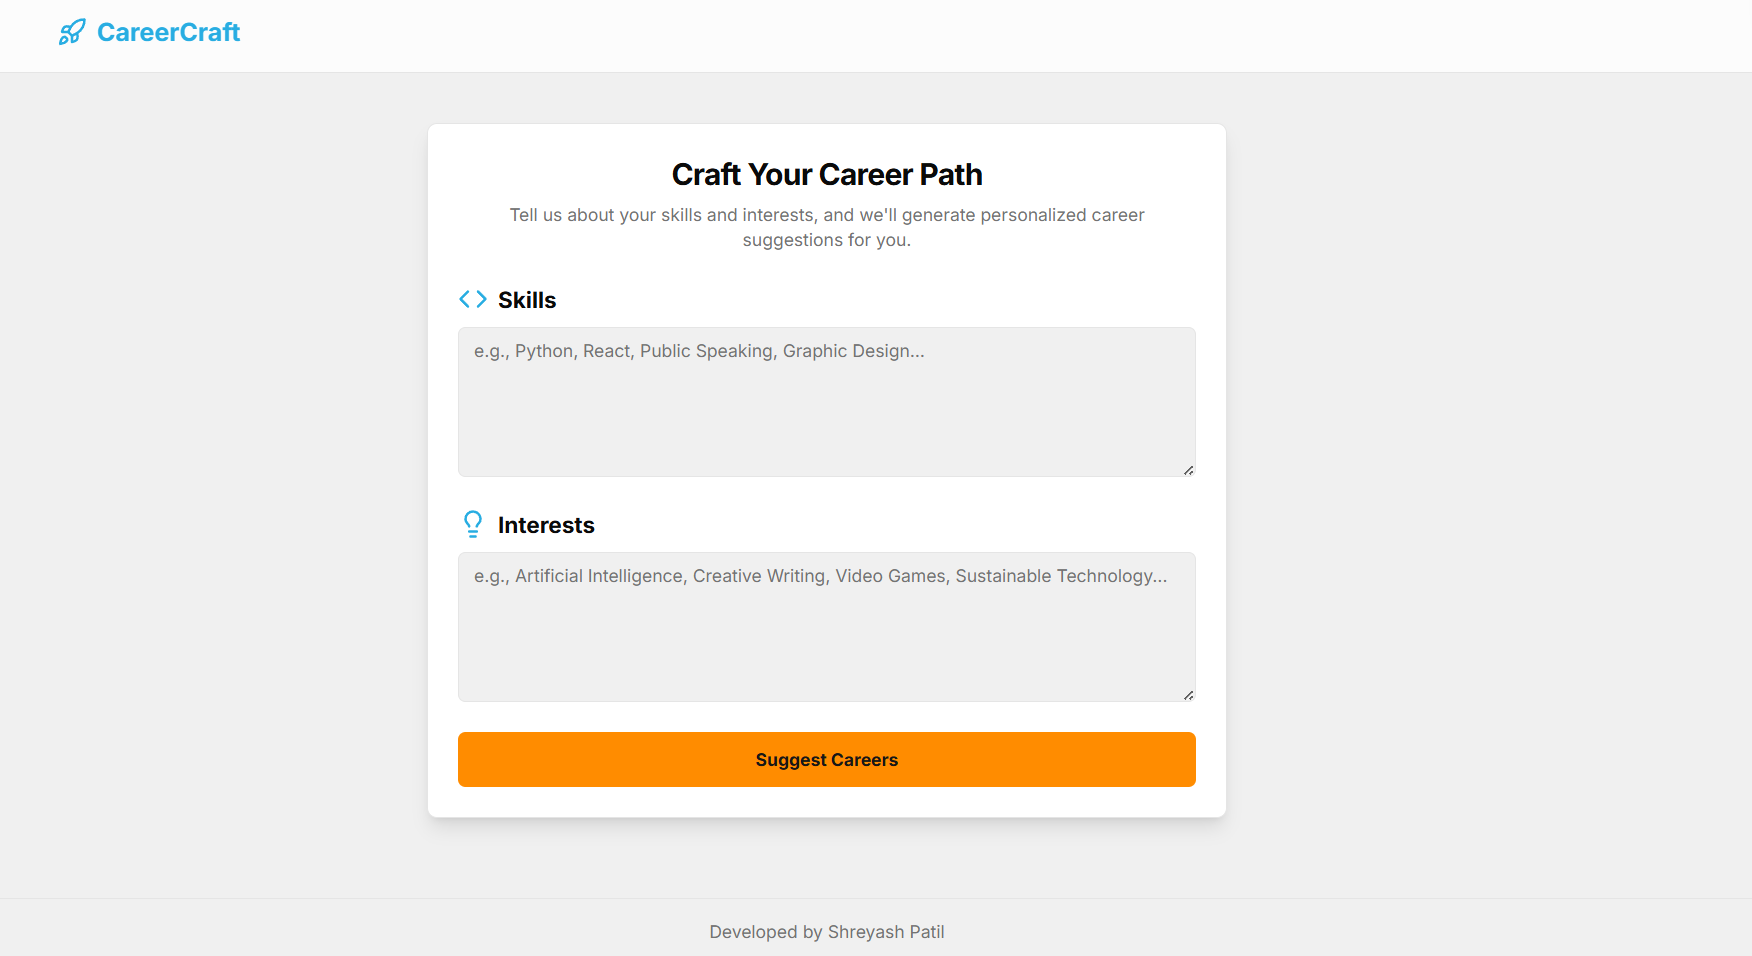 CareerCraft
Craft Your Career Path
Tell us about your skills and interests, and we'll generate personalized career
suggestions for you.
Skills
e.g., Python, React, Public Speaking, Graphic Design...
Interests
e.g., Artificial Intelligence, Creative Writing, Video Games, Sustainable Technology...
Suggest Careers
Developed by Shreyash Patil